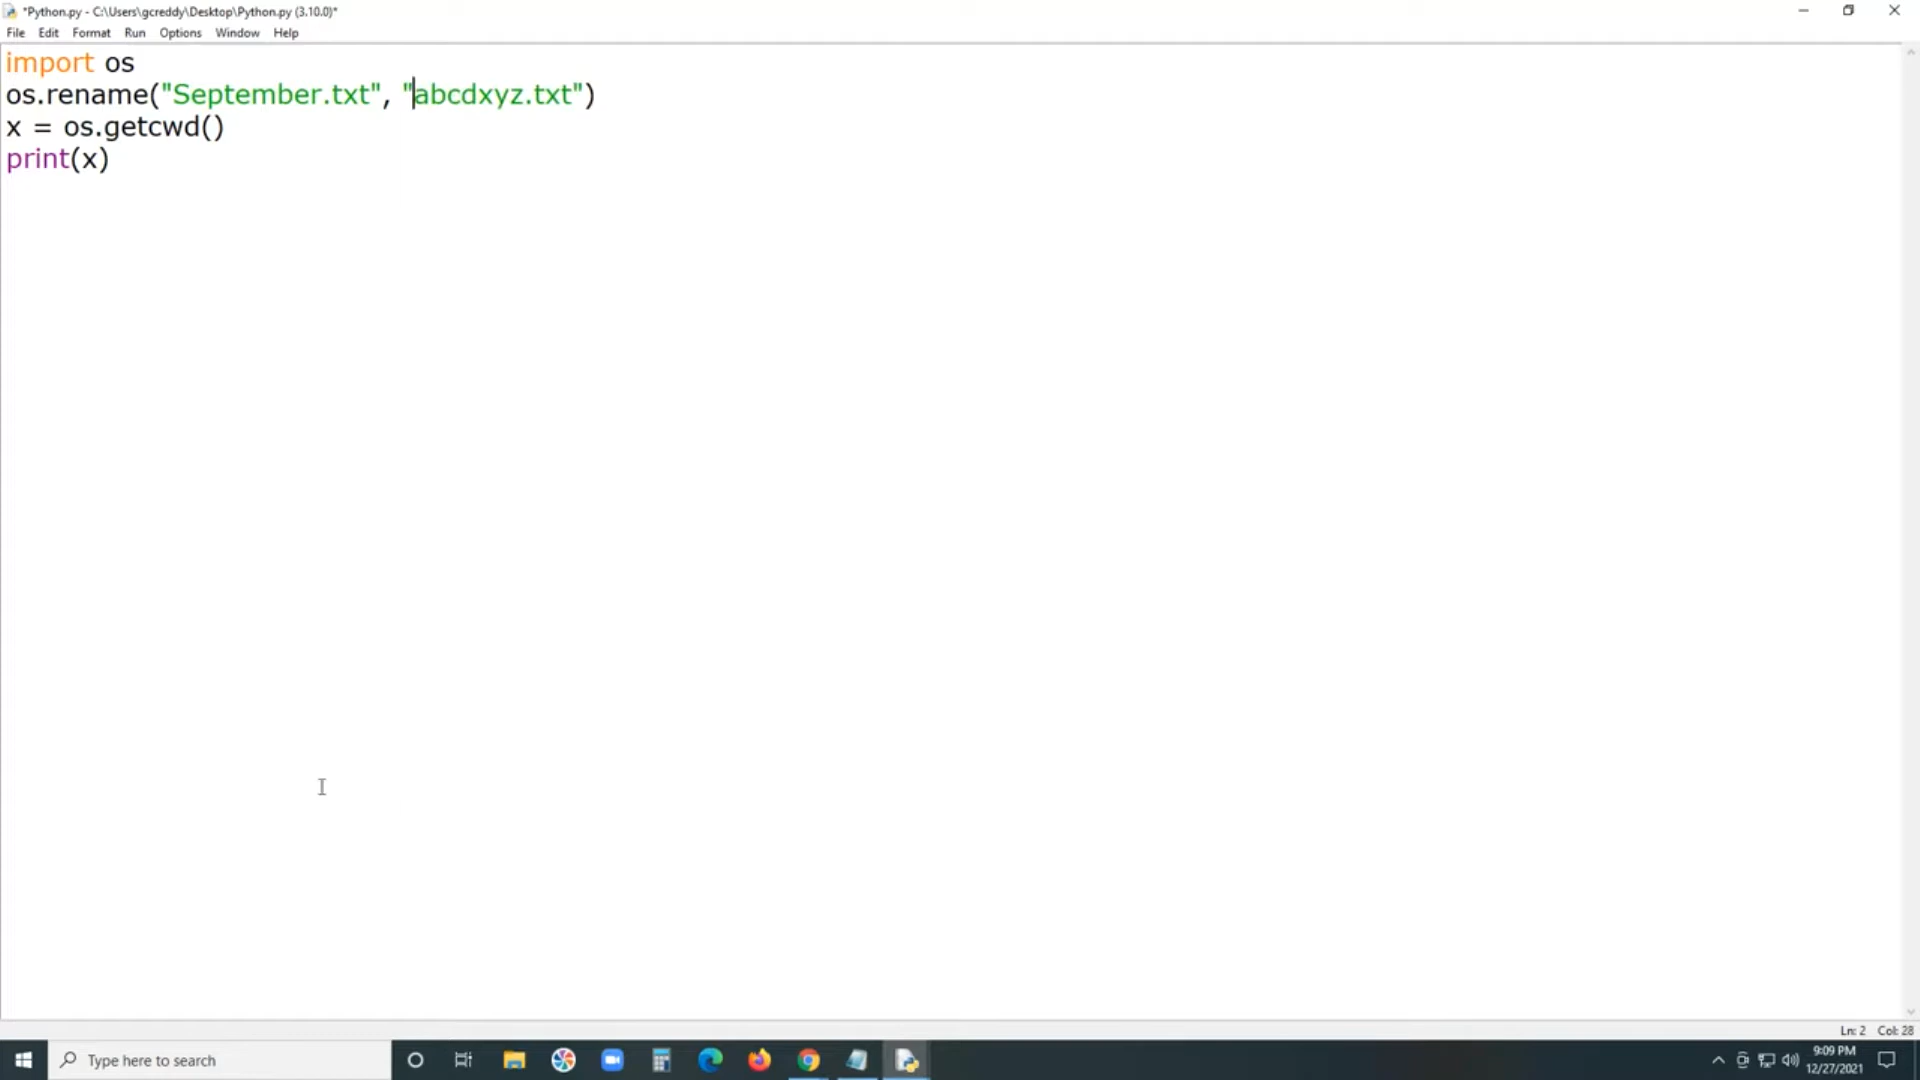 *Python.py - C:\Users\gcreddy\Desktop\Python.py (3.10.0)*
File Edit Format Run Options Window Help
import os
os.rename("September.txt", "abcdxyz.txt")
x = os.getcwd()
print(x)
Ln: 2 Col: 28
Type here to search
9:09 PM
12/27/2021